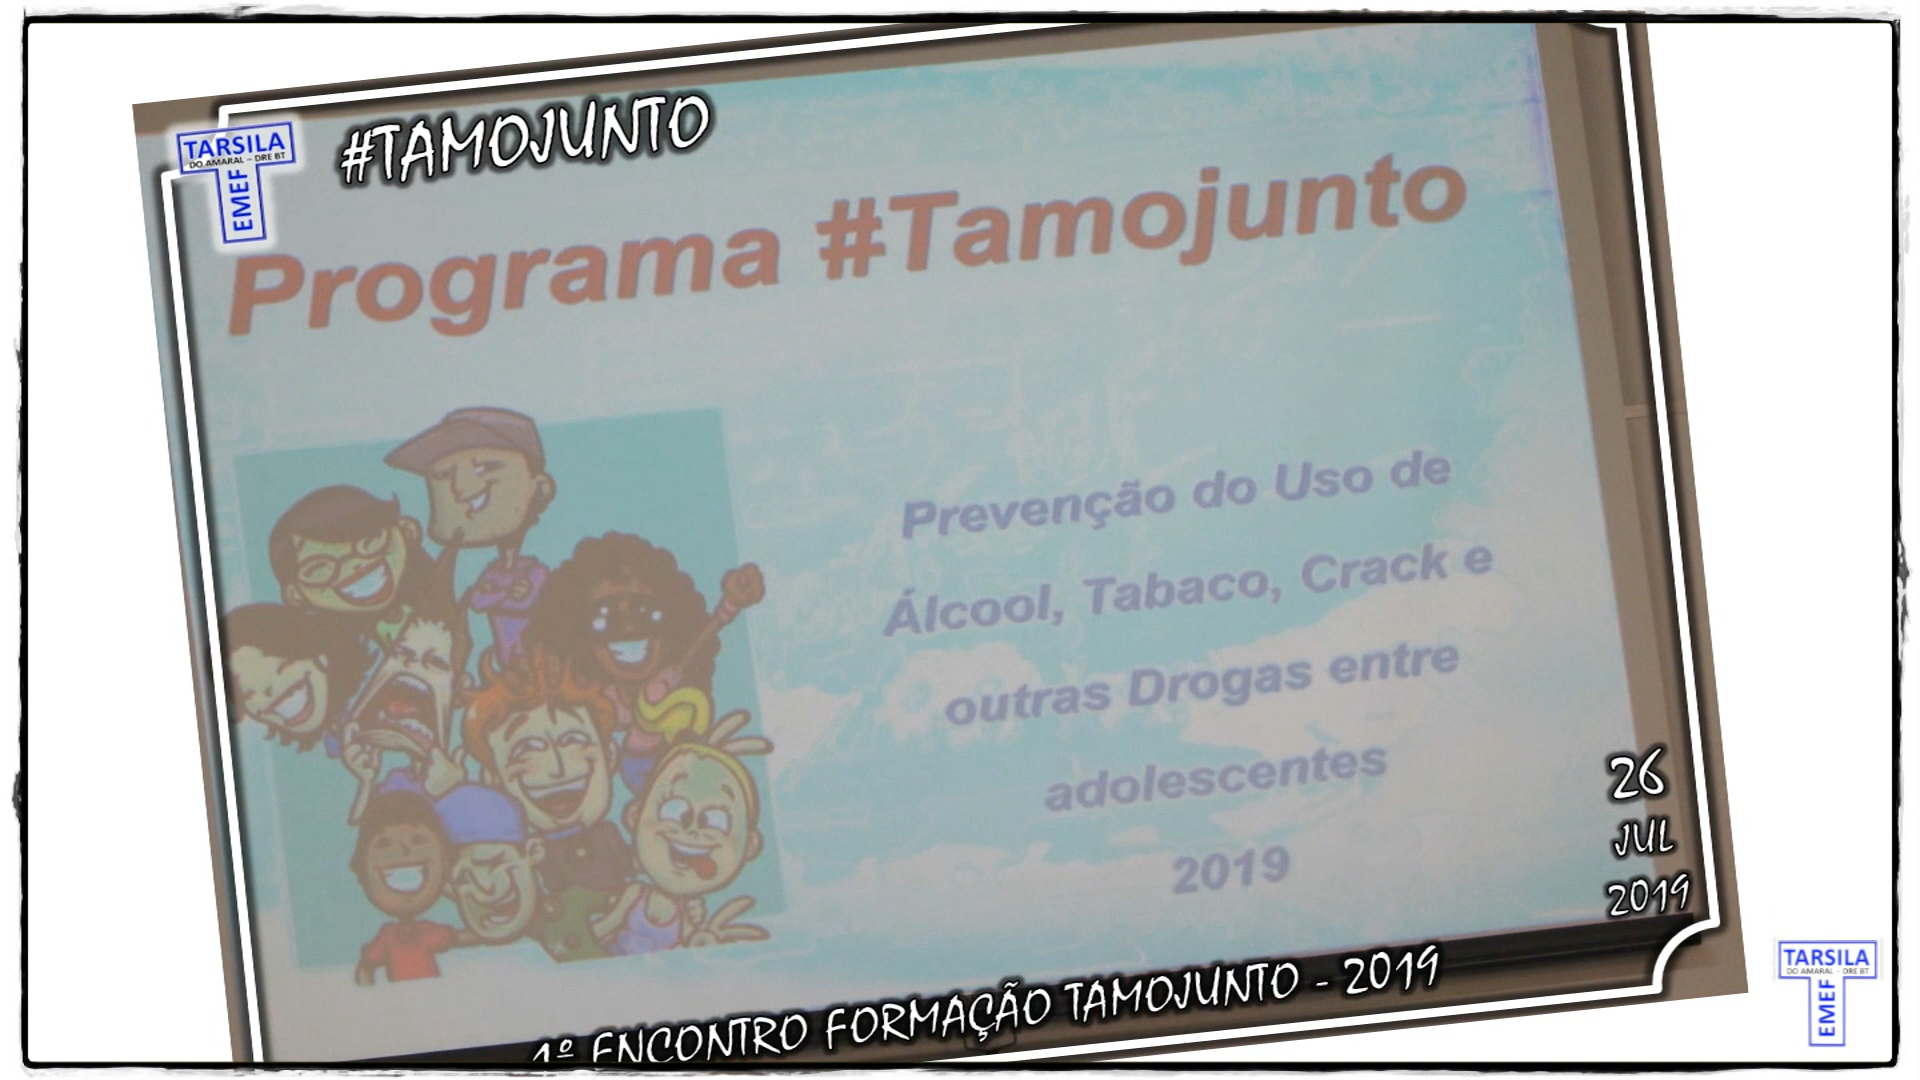 #TAMOJUNTO
TARSILA
DO AMARAL – DRE BT
EMEF
Programa #Tamojunto
Prevenção do Uso de
Álcool, Tabaco, Crack e
outras Drogas entre
adolescentes
2019
26
JUL
2019
1º ENCONTRO FORMAÇÃO TAMOJUNTO - 2019
TARSILA
DO AMARAL – DRE BT
EMEF